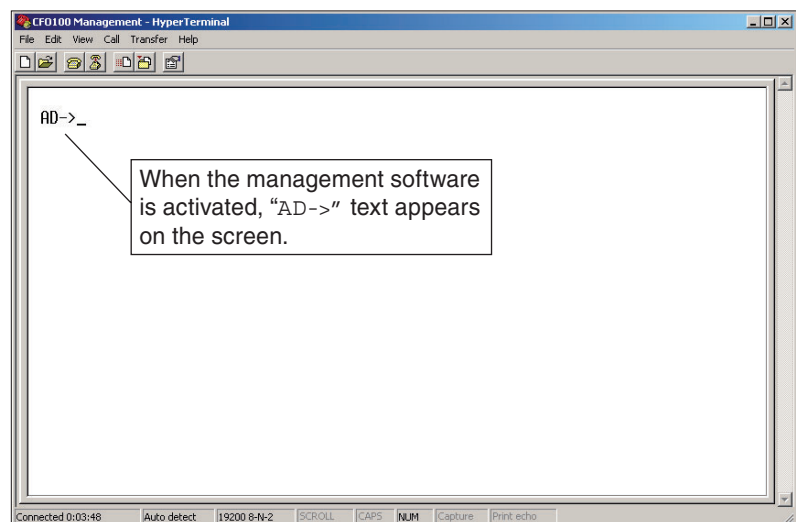 CFO100 Management - HyperTerminal
File Edit View Call Transfer Help
AD->_
When the management software
is activated, “AD->” text appears
on the screen.
Connected 0:03:48 Auto detect 19200 8-N-2 SCROLL CAPS NUM Capture Print echo